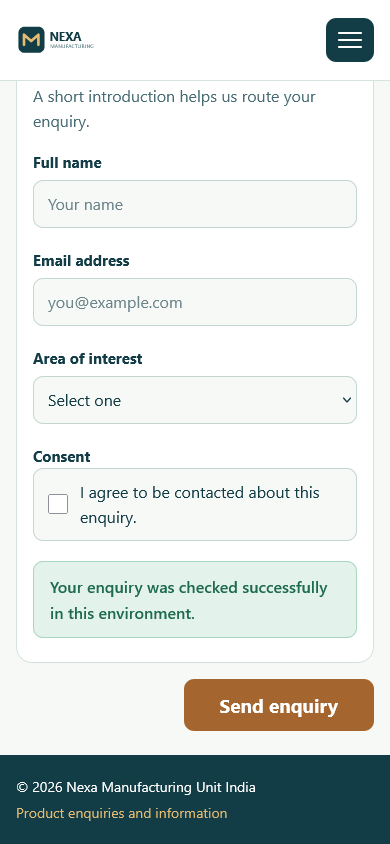 NEXA
MANUFACTURING
A short introduction helps us route your
enquiry.
Full name
Your name
Email address
you@example.com
Area of interest
Select one
Consent
I agree to be contacted about this
enquiry.
Your enquiry was checked successfully
in this environment.
Send enquiry
© 2026 Nexa Manufacturing Unit India
Product enquiries and information